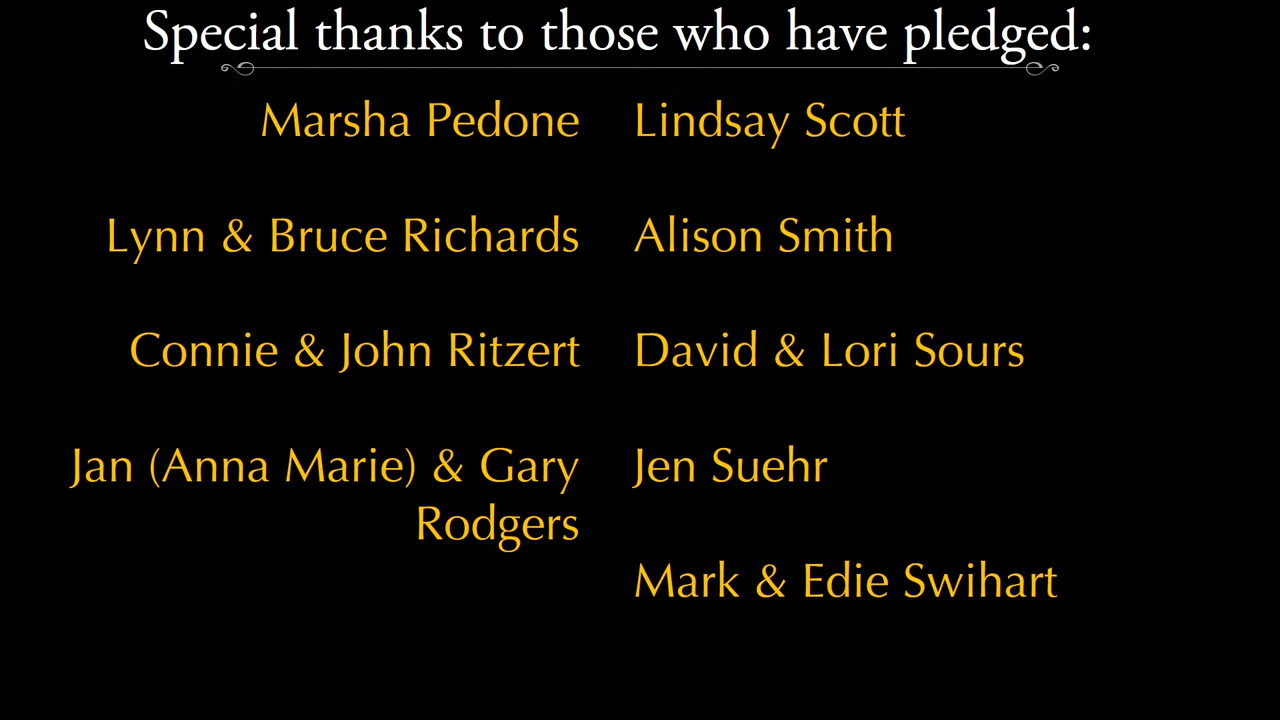 Special thanks to those who have pledged:
Marsha Pedone
Lynn & Bruce Richards
Connie & John Ritzert
Jan (Anna Marie) & Gary
Rodgers
Lindsay Scott
Alison Smith
David & Lori Sours
Jen Suehr
Mark & Edie Swihart